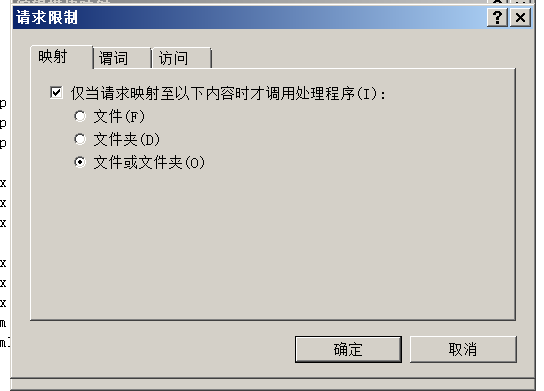 请求限制
映射 谓词 访问
仅当请求映射至以下内容时才调用处理程序(I):
文件(F)
文件夹(D)
文件或文件夹(O)
p
p
p
x
x
x
x
x
x
m
确定 取消